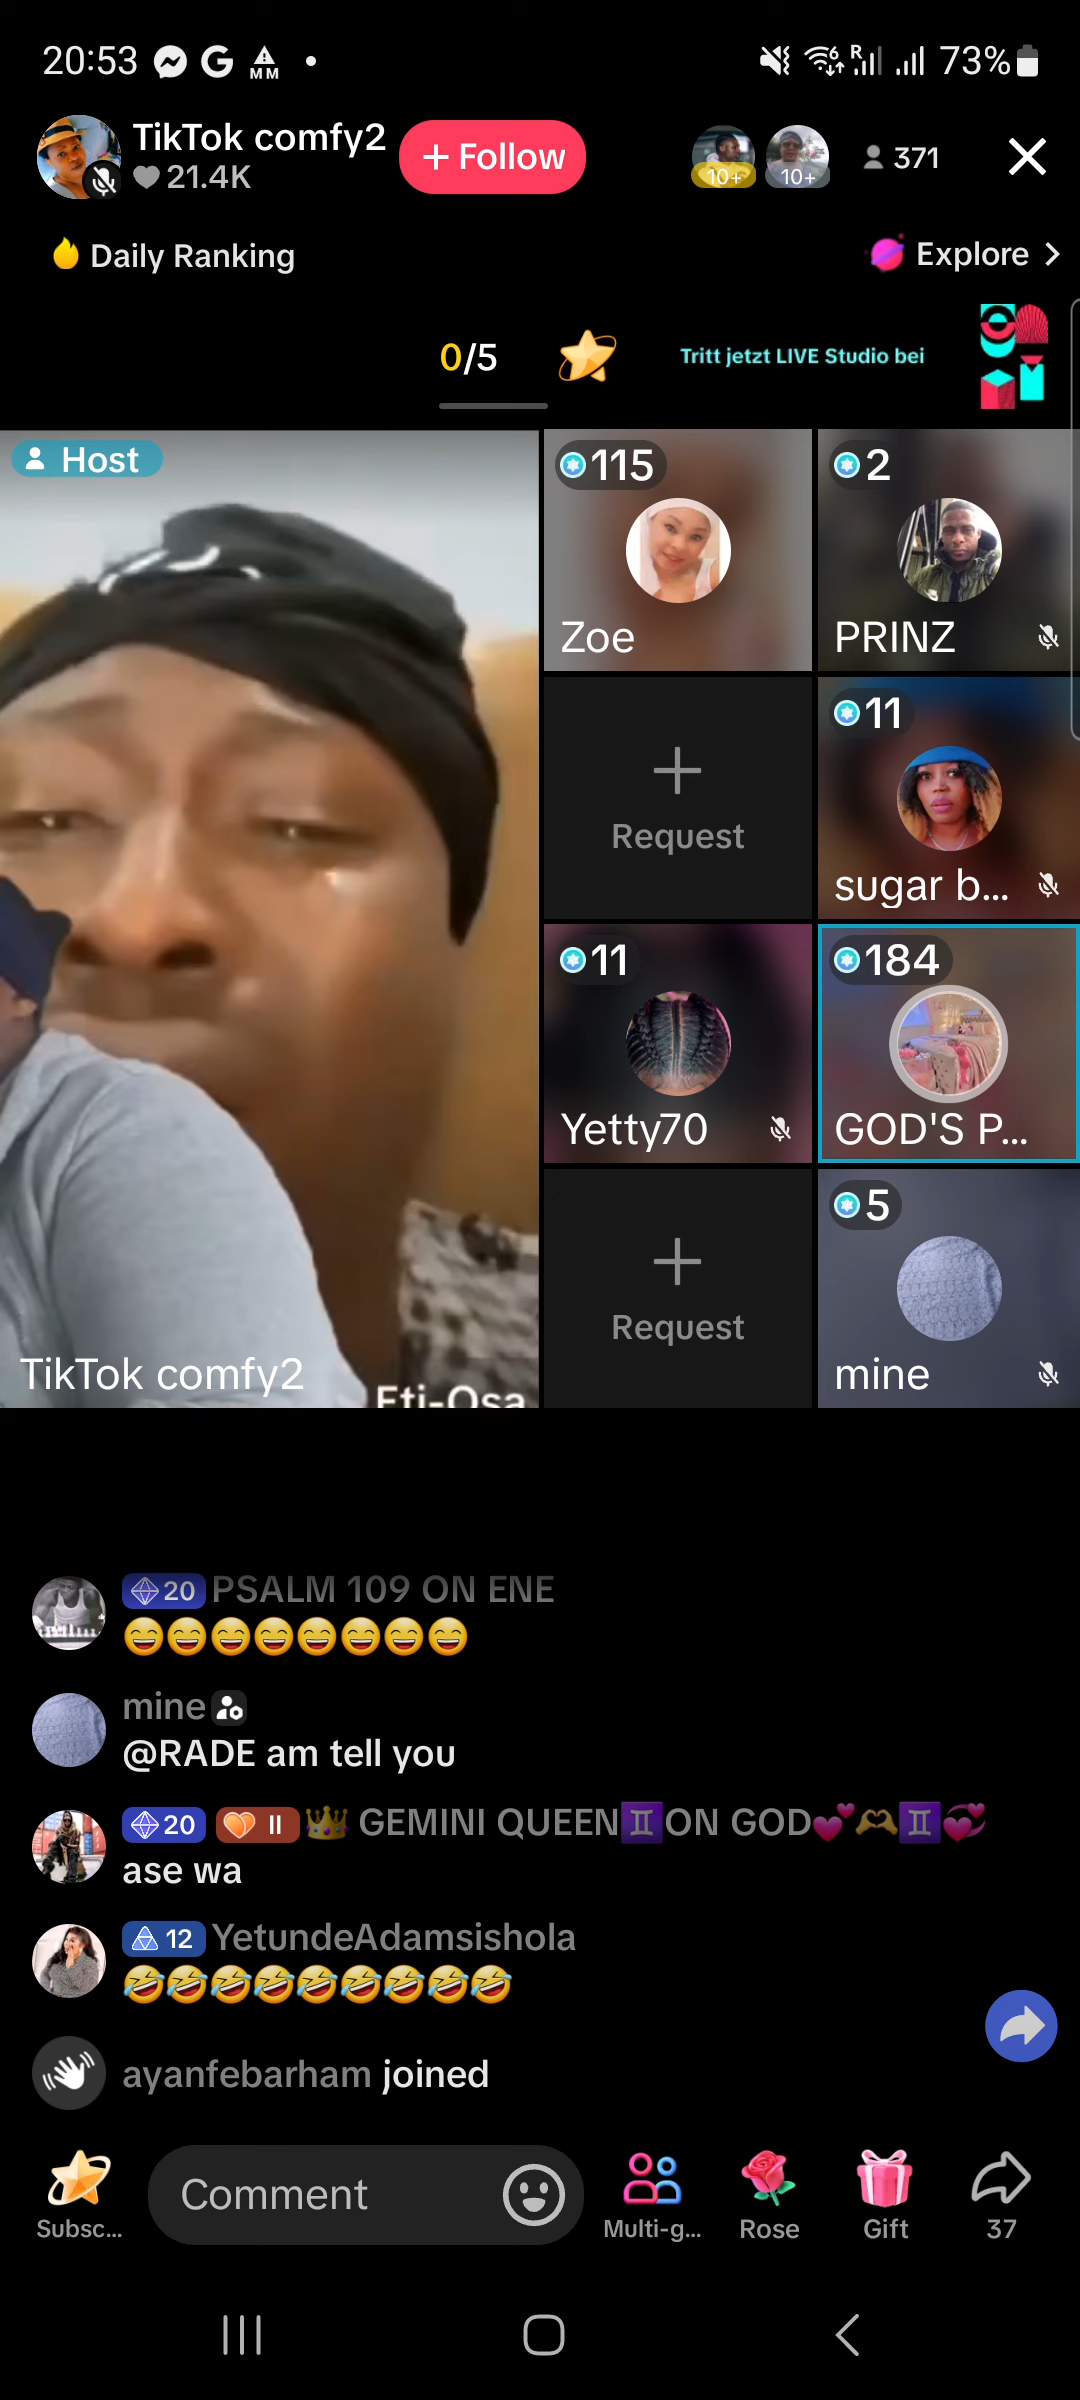 20:53
R
73%
TikTok comfy2
21.4K
+ Follow
10+
10+
371
Daily Ranking
Explore
0/5
Tritt jetzt LIVE Studio bei
Host
115
Zoe
2
PRINZ
Request
11
sugar b...
11
Yetty70
184
GOD'S P...
Request
5
mine
TikTok comfy2
Eti-Osa
20 PSALM 109 ON ENE
😄😄😄😄😄😄😄😄
mine
@RADE am tell you
20 II 👑 GEMINI QUEEN♊ON GOD💕🫶♊💞
ase wa
12 YetundeAdamsishola
🤣🤣🤣🤣🤣🤣🤣🤣🤣
ayanfebarham joined
Subsc...
Comment
Multi-g...
Rose
Gift
37